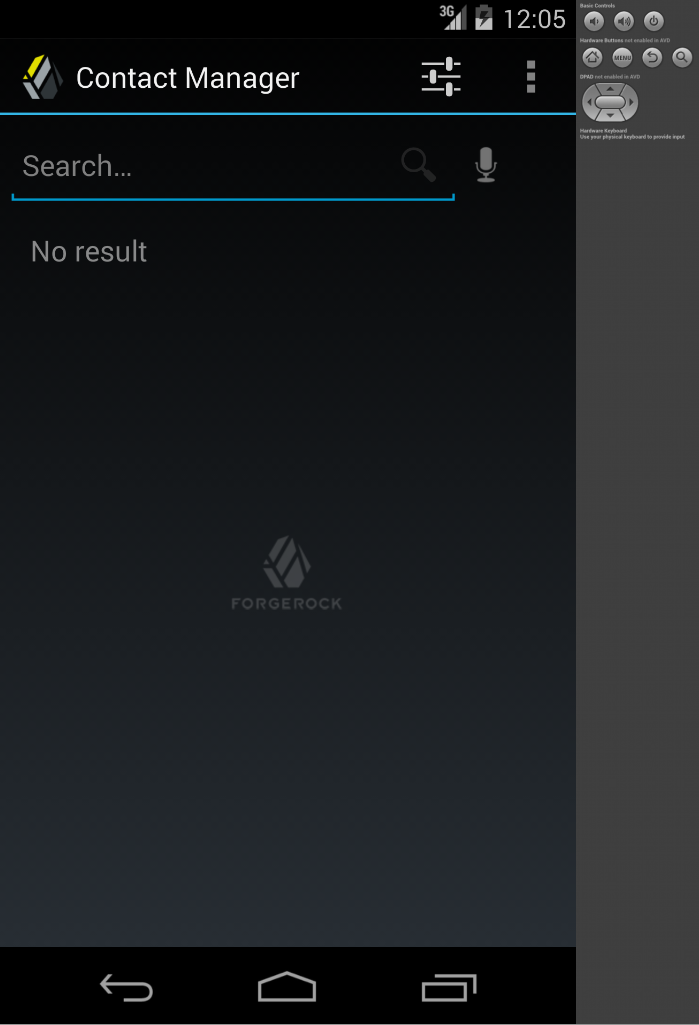 3G 12:05
Contact Manager
Search...
No result
FORGEROCK
Basic Controls
Hardware Buttons not enabled in AVD
MENU
DPAD not enabled in AVD
Hardware Keyboard
Use your physical keyboard to provide input